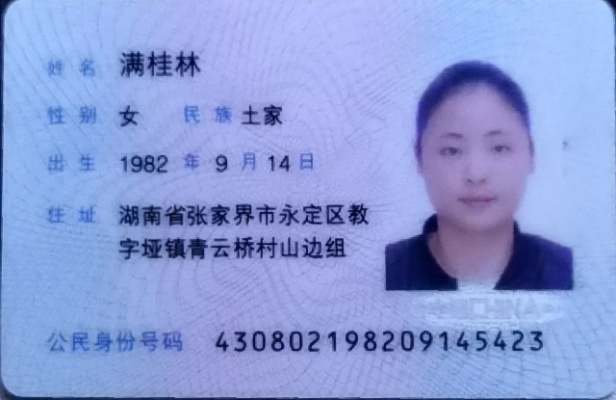 姓名 满桂林
性别 女 民族 土家
出生 1982 年 9 月 14 日
住址 湖南省张家界市永定区教
字垭镇青云桥村山边组
公民身份号码 430802198209145423